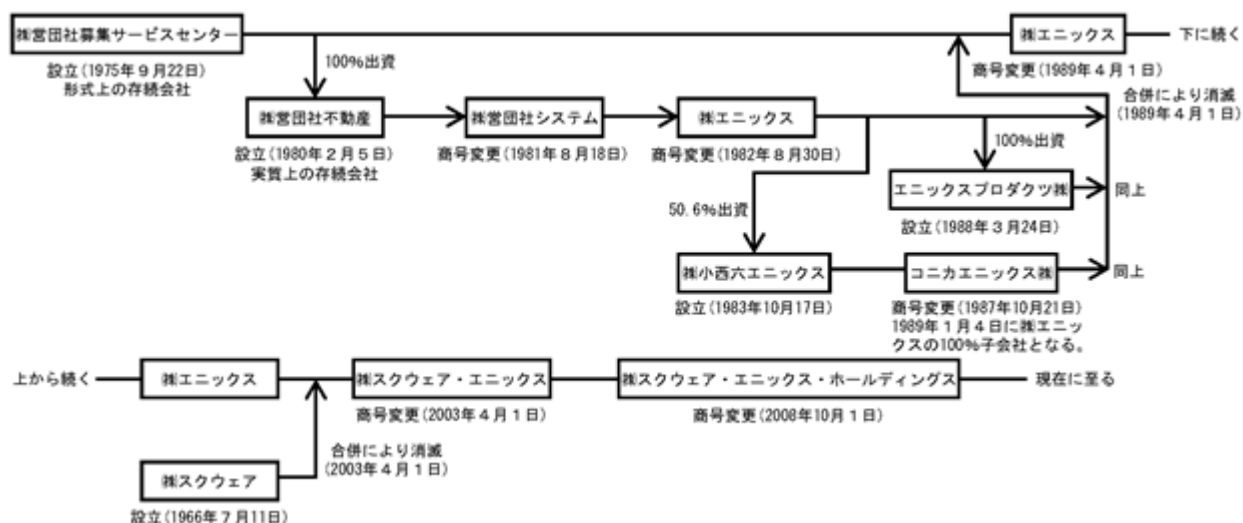 ㈱営団社募集サービスセンター
設立(1975年9月22日)
形式上の存続会社
100%出資
㈱エニックス
下に続く
商号変更(1989年4月1日)
合併により消滅
(1989年4月1日)
㈱営団社不動産
設立(1980年2月5日)
実質上の存続会社
㈱営団社システム
商号変更(1981年8月18日)
㈱エニックス
商号変更(1982年8月30日)
100%出資
エニックスプロダクツ㈱
同上
設立(1988年3月24日)
50.6%出資
㈱小西六エニックス
設立(1983年10月17日)
コニカエニックス㈱
同上
商号変更(1987年10月21日)
1989年1月4日に㈱エニッ
クスの100%子会社となる。
上から続く
㈱エニックス
㈱スクウェア・エニックス
商号変更(2003年4月1日)
㈱スクウェア・エニックス・ホールディングス
商号変更(2008年10月1日)
現在に至る
合併により消滅
(2003年4月1日)
㈱スクウェア
設立(1966年7月11日)